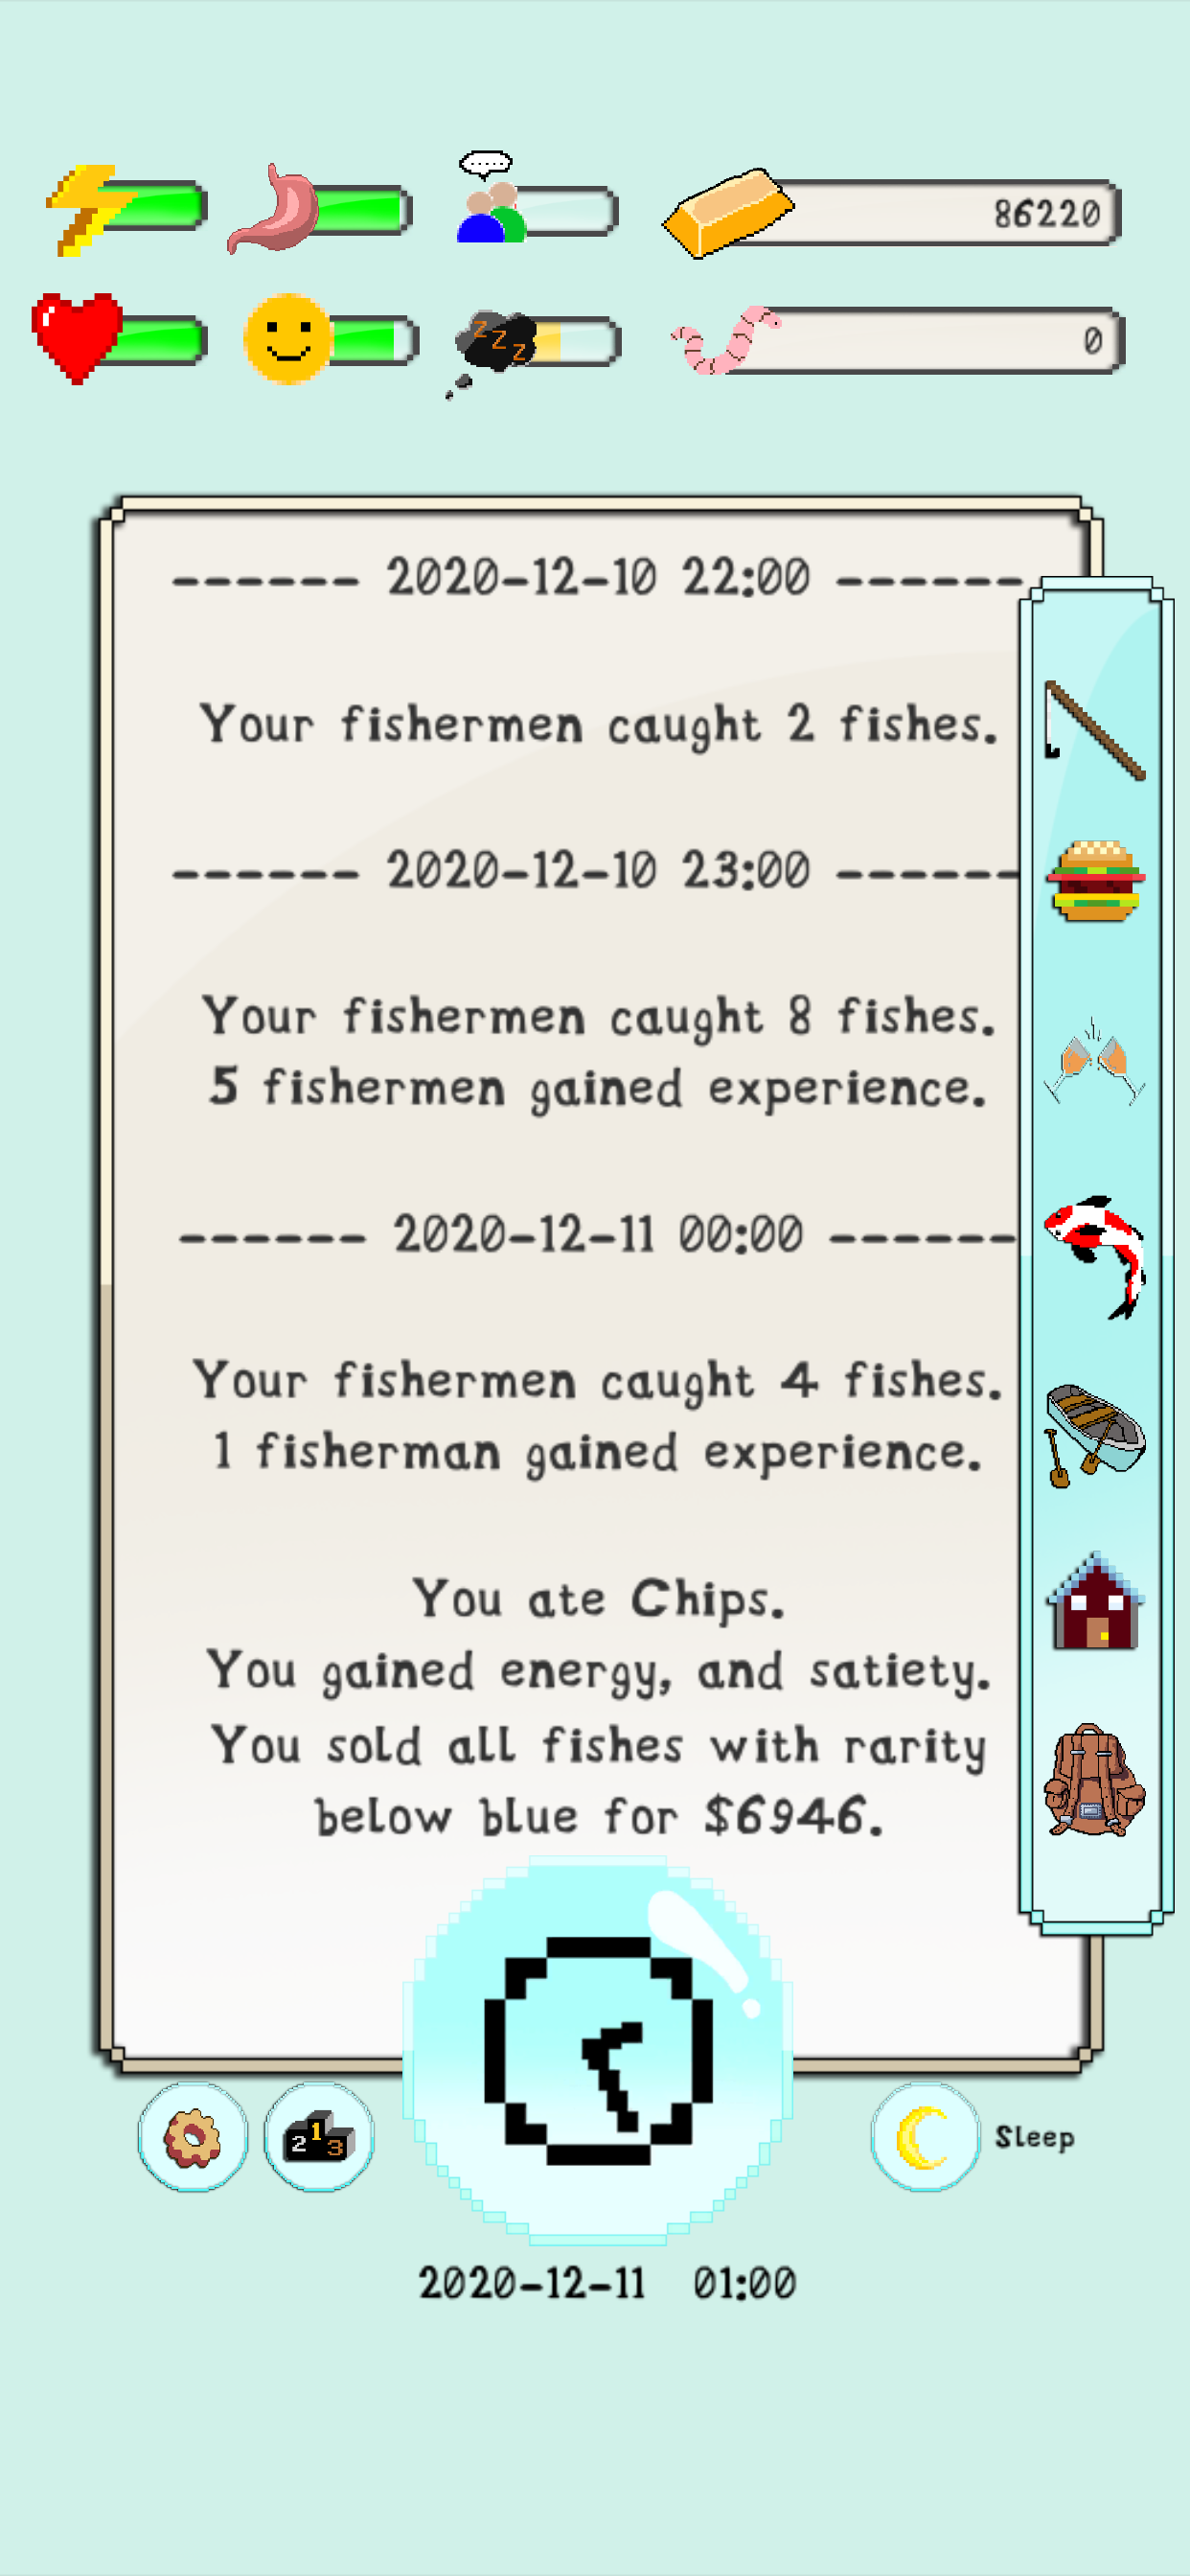 86220
0
------ 2020-12-10 22:00 ------
Your fishermen caught 2 fishes.
------ 2020-12-10 23:00 ------
Your fishermen caught 8 fishes.
5 fishermen gained experience.
------ 2020-12-11 00:00 ------
Your fishermen caught 4 fishes.
1 fisherman gained experience.
You ate Chips.
You gained energy, and satiety.
You sold all fishes with rarity
below blue for $6946.
2 1 3
Sleep
2020-12-11 01:00